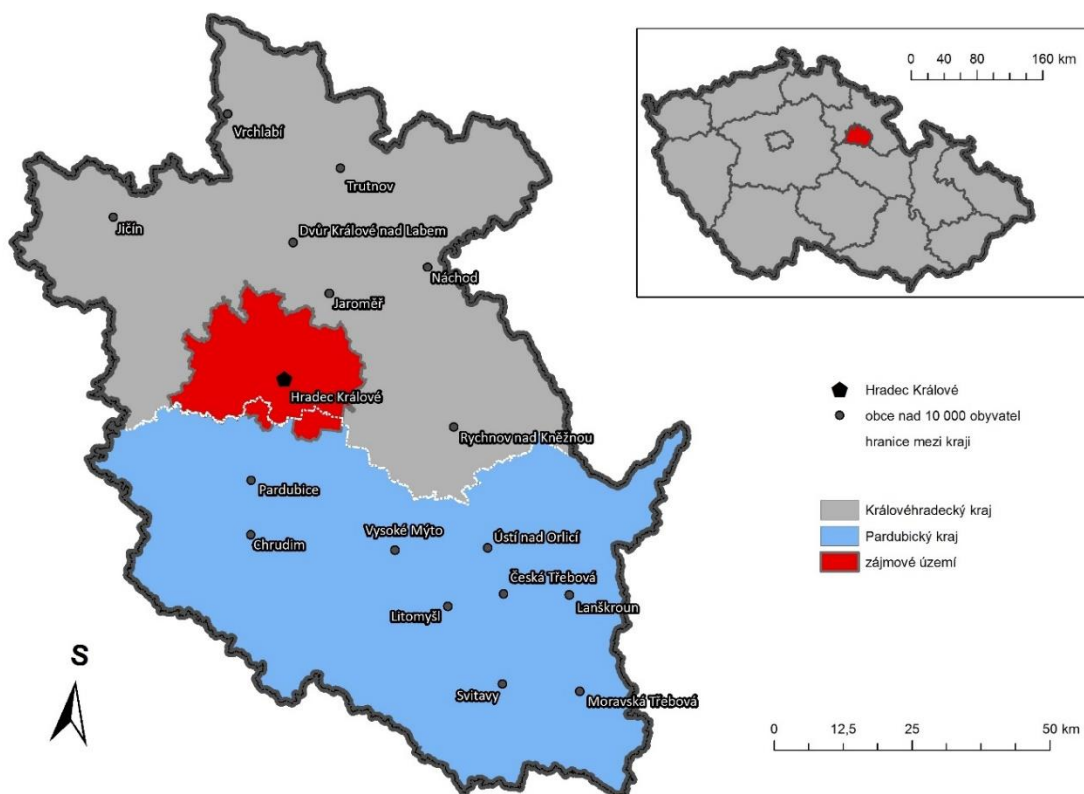 Vrchlabí
Trutnov
Jičín
Dvůr Králové nad Labem
Náchod
Jaroměř
Hradec Králové
Rychnov nad Kněžnou
Pardubice
Vysoké Mýto
Ústí nad Orlicí
Chrudim
Česká Třebová
Litomyšl
Lanškroun
Svitavy
Moravská Třebová
S
0 40 80 160 km
Hradec Králové
obce nad 10 000 obyvatel
hranice mezi kraji
Královéhradecký kraj
Pardubický kraj
zájmové území
0 12,5 25 50 km